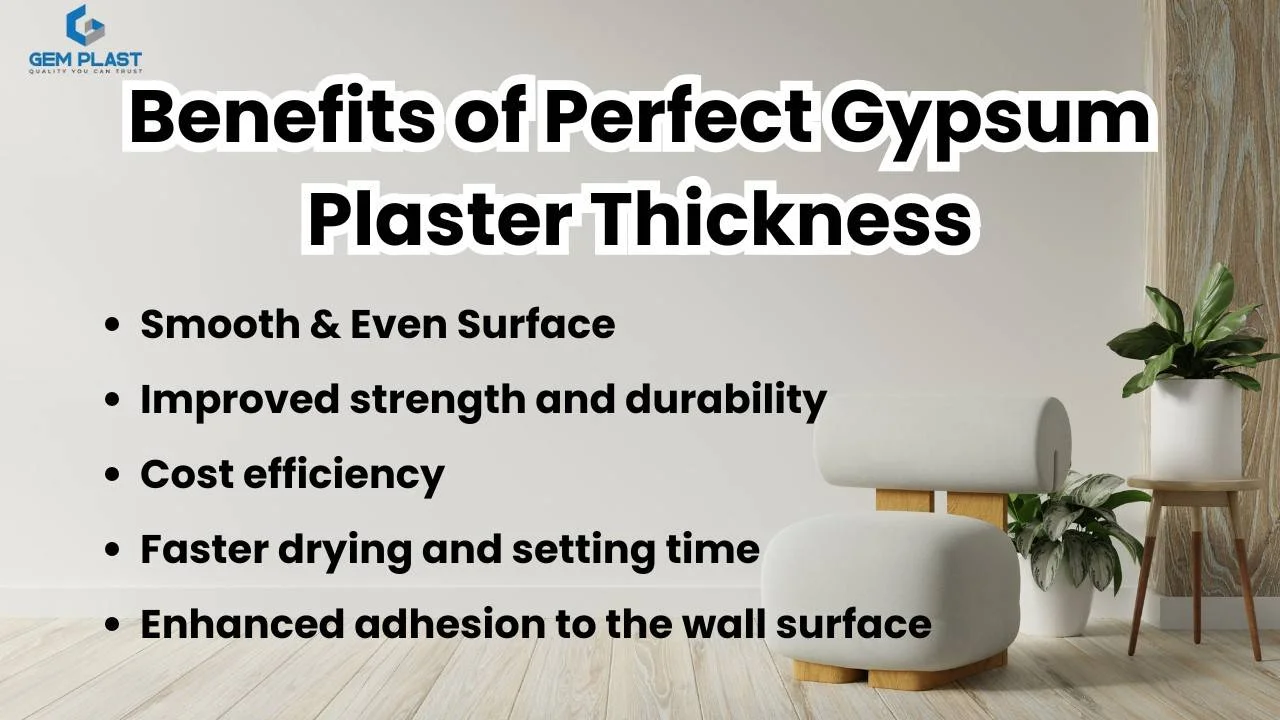 GEM PLAST
QUALITY YOU CAN TRUST
Benefits of Perfect Gypsum
Plaster Thickness
• Smooth & Even Surface
• Improved strength and durability
• Cost efficiency
• Faster drying and setting time
• Enhanced adhesion to the wall surface